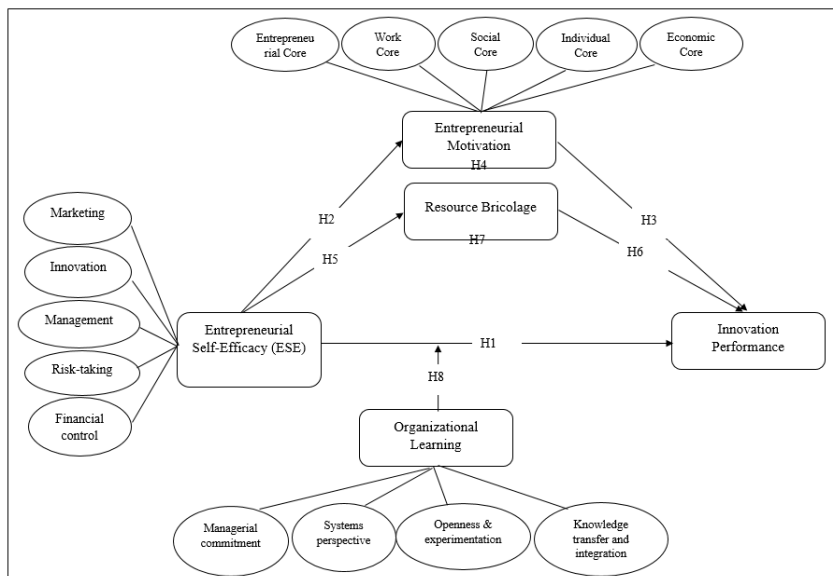 Entrepreneu
rial Core
Work
Core
Social
Core
Individual
Core
Economic
Core
Entrepreneurial
Motivation
H4
Resource Bricolage
H7
H2
H5
H3
H6
Marketing
Innovation
Management
Risk-taking
Financial
control
Entrepreneurial
Self-Efficacy (ESE)
H1
Innovation
Performance
H8
Organizational
Learning
Managerial
commitment
Systems
perspective
Openness &
experimentation
Knowledge
transfer and
integration